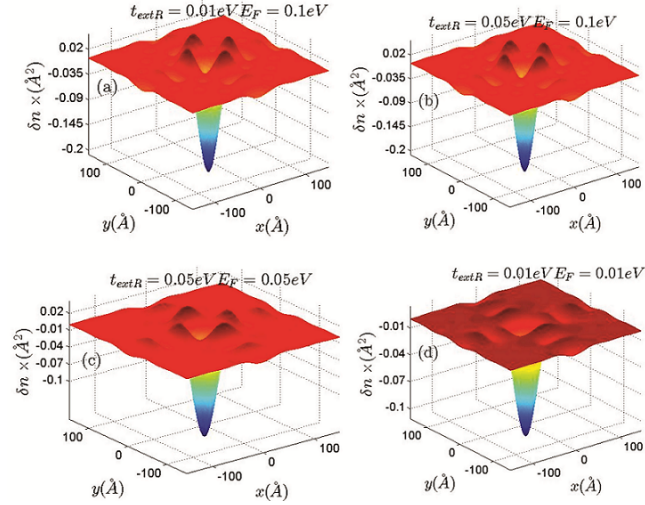 t_extR = 0.01eV E_F = 0.1eV
0.02
-0.035
-0.09
-0.145
-0.2
δn ×(Å²)
(a)
100
0
-100
y(Å)
-100
0
100
x(Å)
t_extR = 0.05eV E_F = 0.1eV
0.02
-0.035
-0.09
-0.145
-0.2
δn ×(Å²)
(b)
100
0
-100
y(Å)
-100
0
100
x(Å)
t_extR = 0.05eV E_F = 0.05eV
0.02
-0.01
-0.04
-0.07
-0.1
δn ×(Å²)
(c)
100
0
-100
y(Å)
-100
0
100
x(Å)
t_extR = 0.01eV E_F = 0.01eV
-0.01
-0.04
-0.07
-0.1
δn ×(Å²)
(d)
100
0
-100
y(Å)
-100
0
100
x(Å)